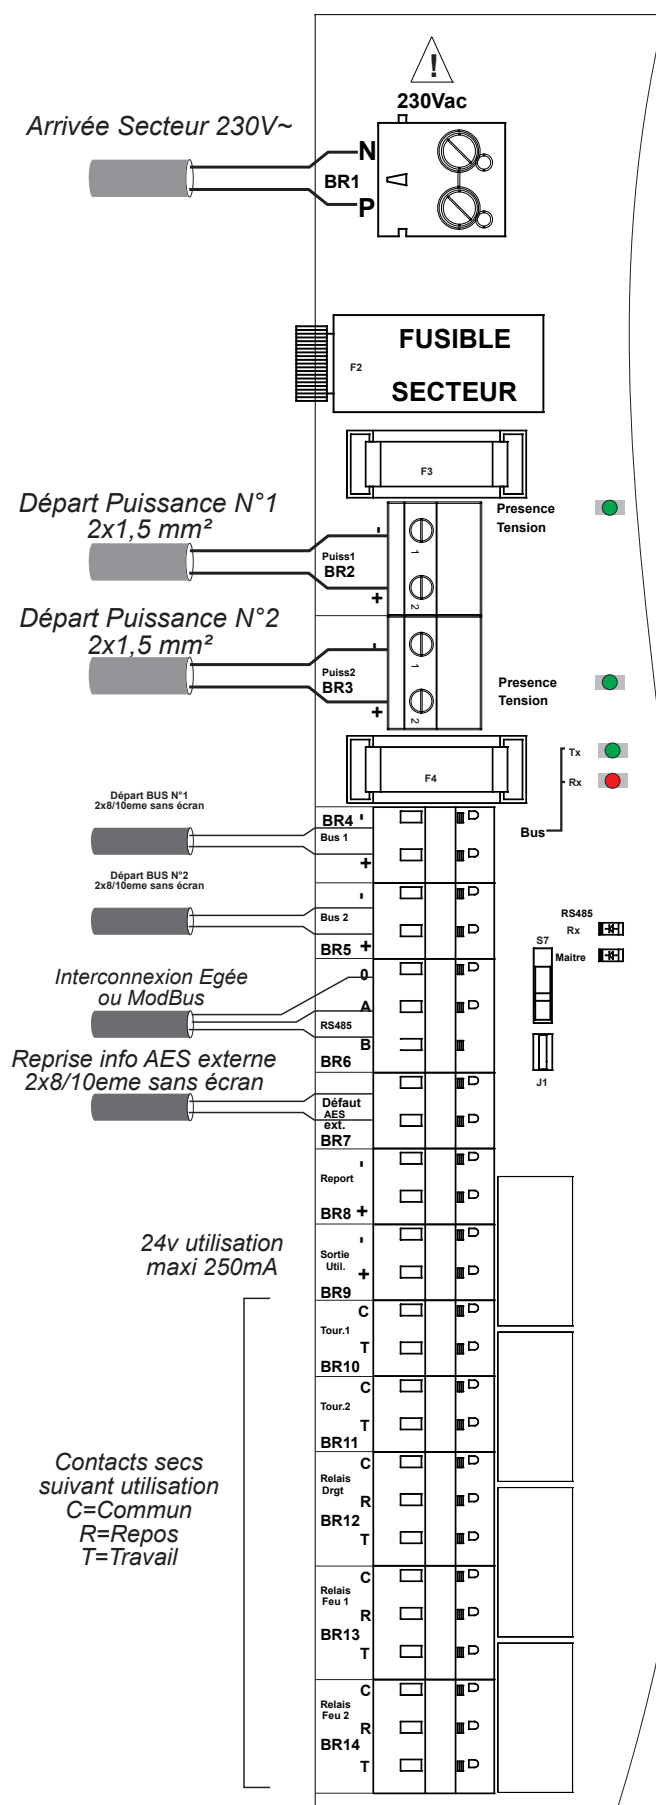 !
230Vac
Arrivée Secteur 230V~
N
BR1
P
FUSIBLE
F2
SECTEUR
F3
Départ Puissance N°1
2x1,5 mm²
Presence
Tension
-
1
Puiss1
BR2
+
2
Départ Puissance N°2
2x1,5 mm²
-
1
Puiss2
BR3
+
2
Presence
Tension
Tx
F4
Rx
Bus
Départ BUS N°1
2x8/10eme sans écran
BR4 -
Bus 1
+
Départ BUS N°2
2x8/10eme sans écran
-
Bus 2
BR5 +
RS485
Rx
S7
Maitre
Interconnexion Egée
ou ModBus
0
A
RS485
B
BR6
J1
Reprise info AES externe
2x8/10eme sans écran
Défaut
AES
ext.
BR7
-
Report
BR8 +
24v utilisation
maxi 250mA
-
Sortie
Util.
+
BR9
C
Tour.1
T
BR10
C
Tour.2
T
BR11
Contacts secs
suivant utilisation
C=Commun
R=Repos
T=Travail
C
Relais
Drgt
R
BR12
T
C
Relais
Feu 1
R
BR13
T
C
Relais
Feu 2
R
BR14
T